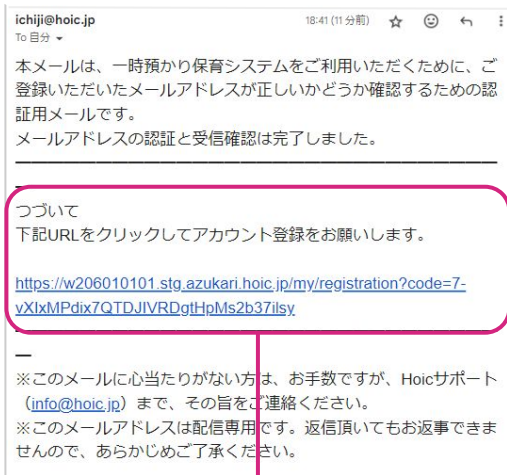 ichiji@hoic.jp 18:41 (11 分前)
To 自分
本メールは、一時預かり保育システムをご利用いただくために、ご
登録いただいたメールアドレスが正しいかどうか確認するための認
証用メールです。
メールアドレスの認証と受信確認は完了しました。
つづいて
下記URLをクリックしてアカウント登録をお願いします。
https://w206010101.stg.azukari.hoic.jp/my/registration?code=7-
vXIxMPdix7QTDJIVRDgtHpMs2b37ilsy
※このメールに心当たりがない方は、お手数ですが、Hoicサポート
（info@hoic.jp）まで、その旨をご連絡ください。
※このメールアドレスは配信専用です。返信頂いてもお返事できま
せんので、あらかじめご了承ください。